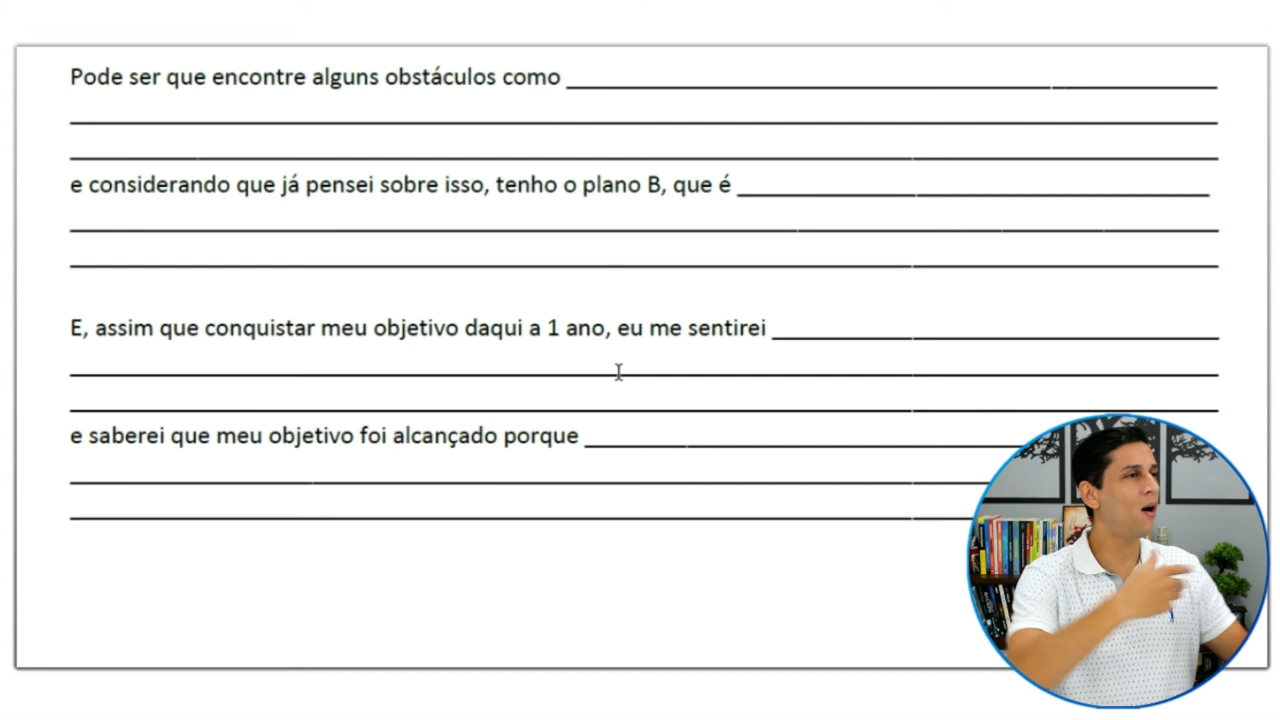 Pode ser que encontre alguns obstáculos como
e considerando que já pensei sobre isso, tenho o plano B, que é
E, assim que conquistar meu objetivo daqui a 1 ano, eu me sentirei
e saberei que meu objetivo foi alcançado porque